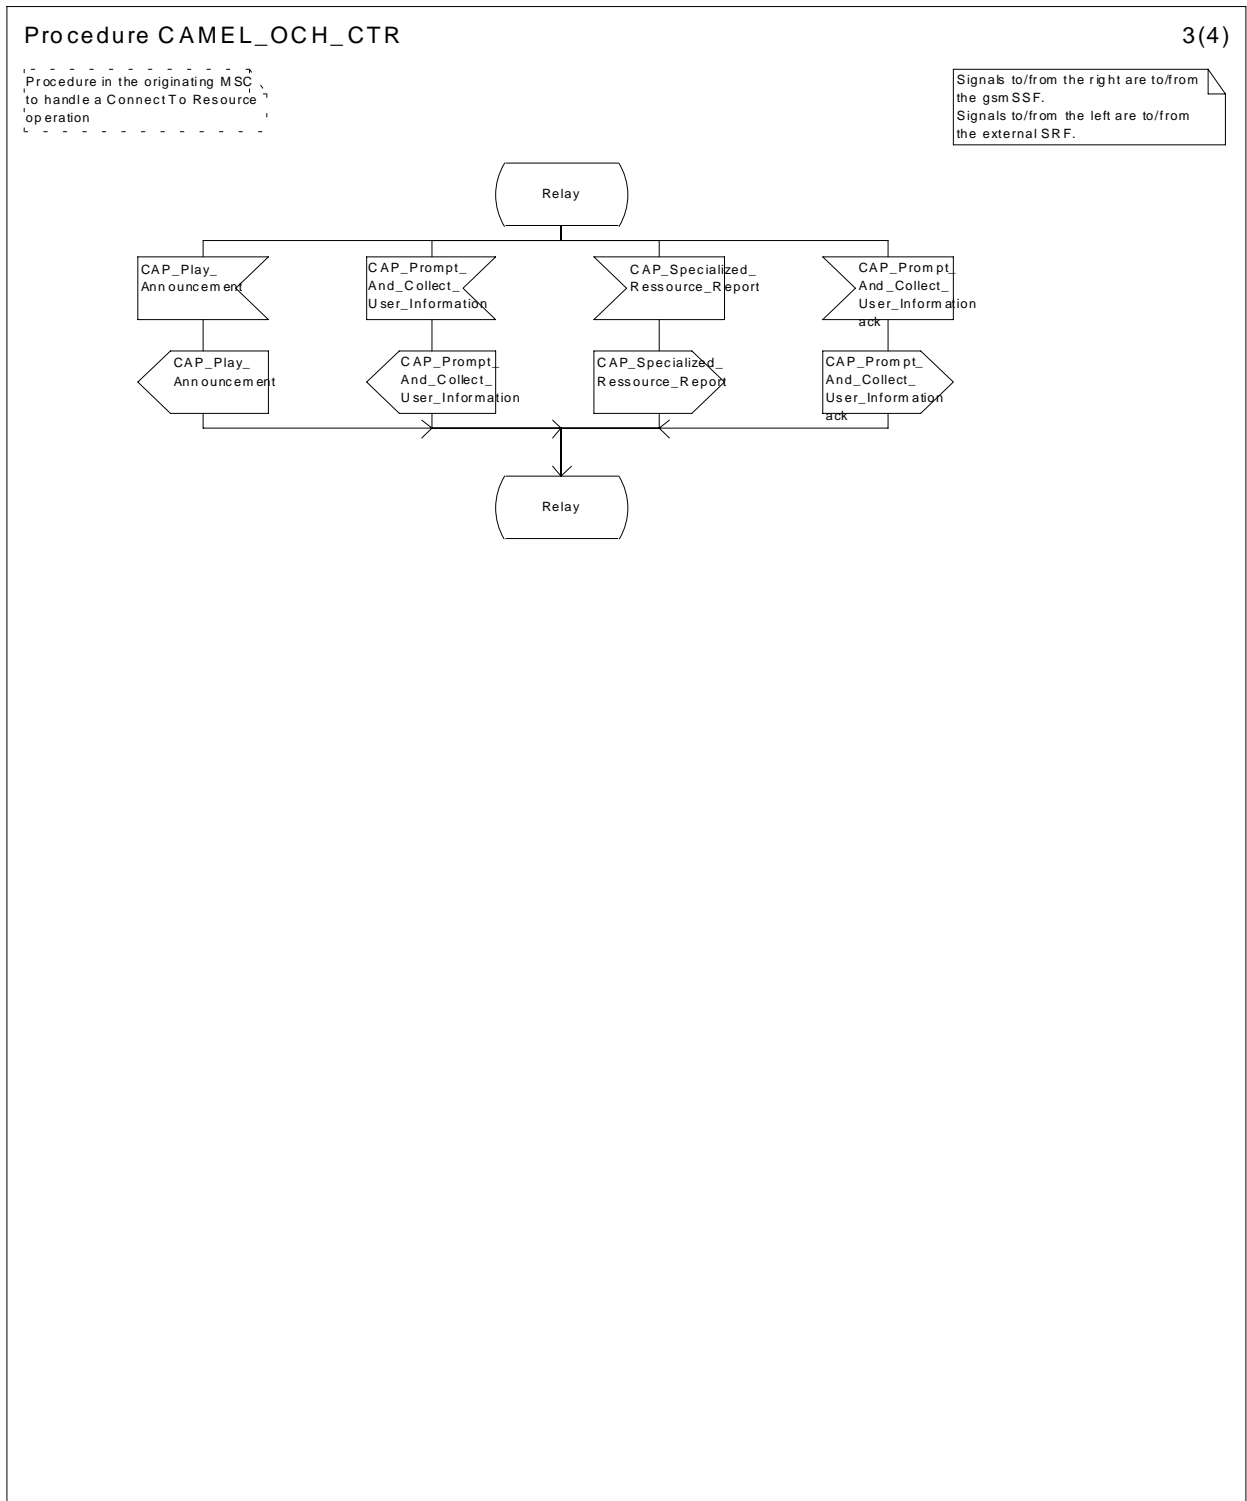 Procedure CAMEL_OCH_CTR
3(4)
Procedure in the originating MSC
to handle a Connect To Resource
operation
Signals to/from the right are to/from
the gsmSSF.
Signals to/from the left are to/from
the external SRF.
Relay
CAP_Play_
Announcement
CAP_Prompt_
And_Collect_
User_Information
CAP_Specialized_
Ressource_Report
CAP_Prompt_
And_Collect_
User_Information
ack
CAP_Play_
Announcement
CAP_Prompt_
And_Collect_
User_Information
CAP_Specialized_
Ressource_Report
CAP_Prompt_
And_Collect_
User_Information
ack
Relay